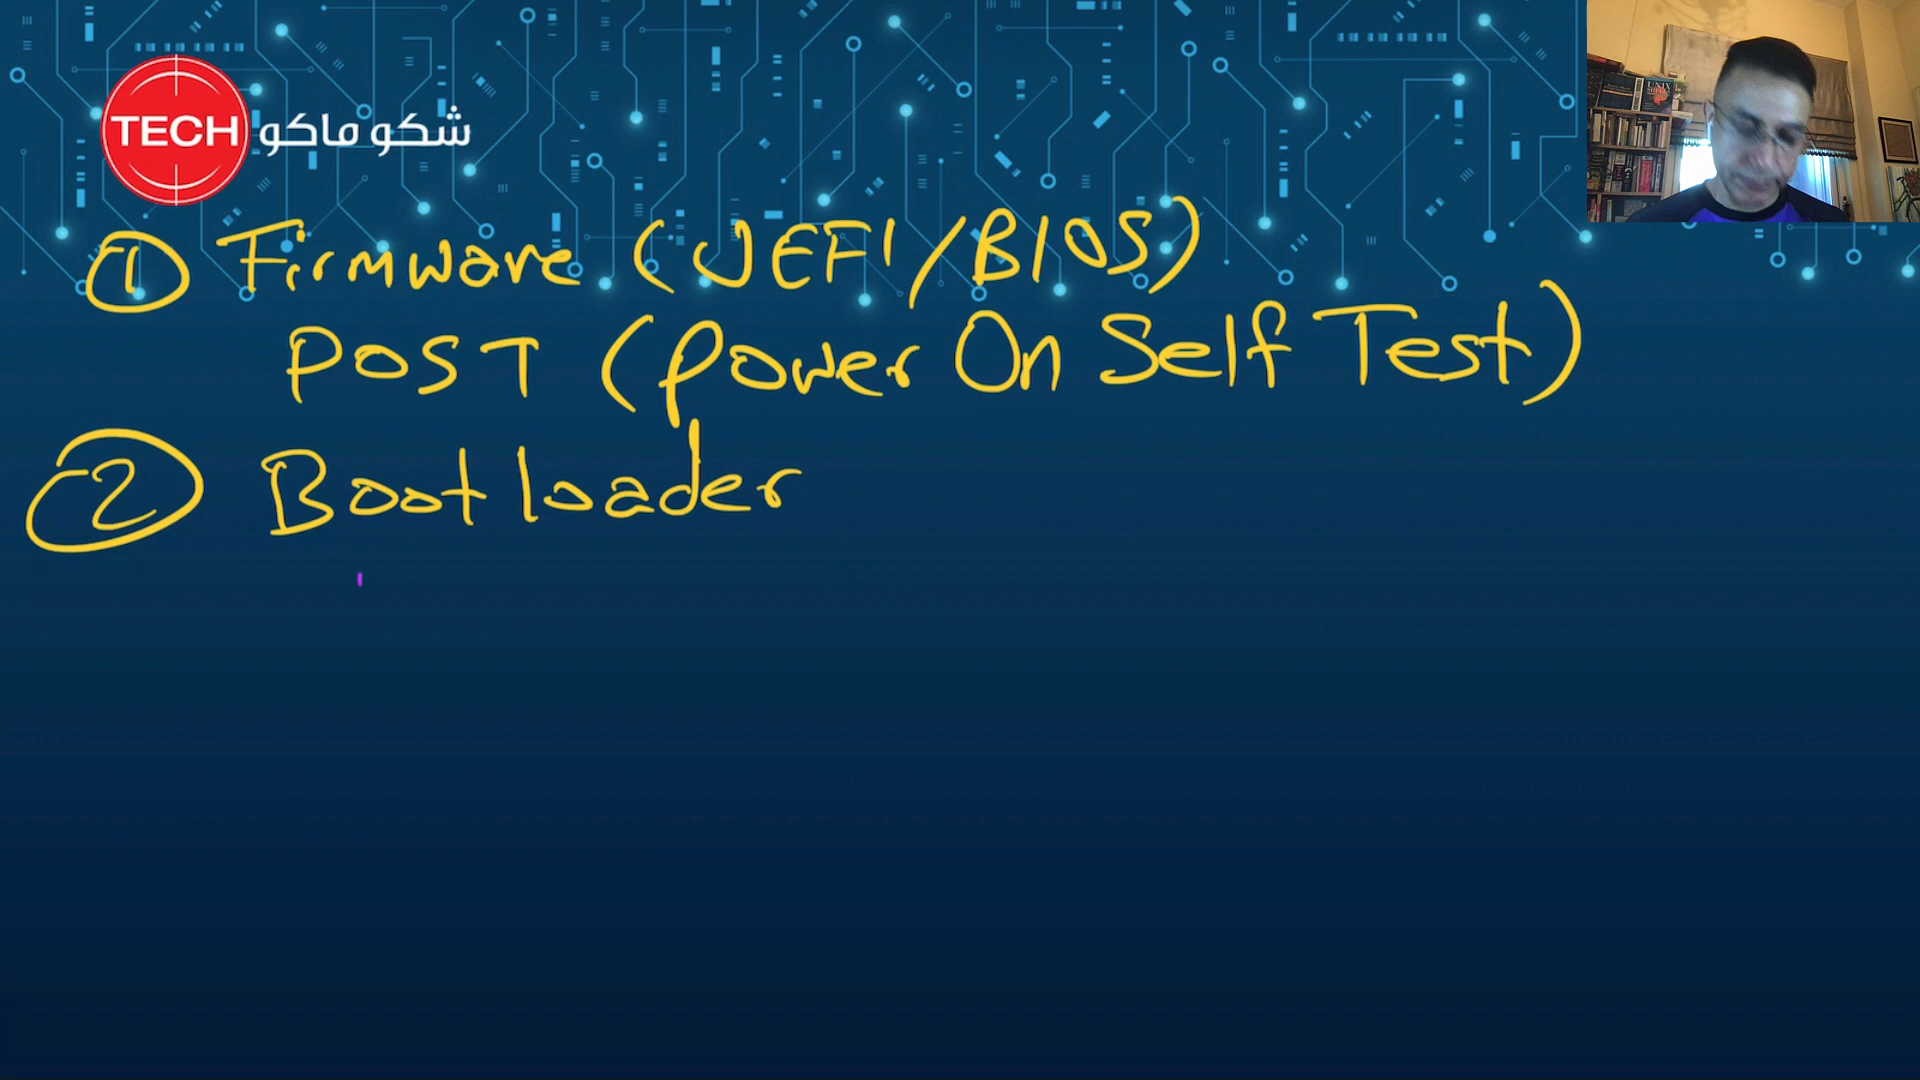 TECH شكو ماكو
1 Firmware (UEFI/BIOS)
POST (Power On Self Test)
2 Bootloader